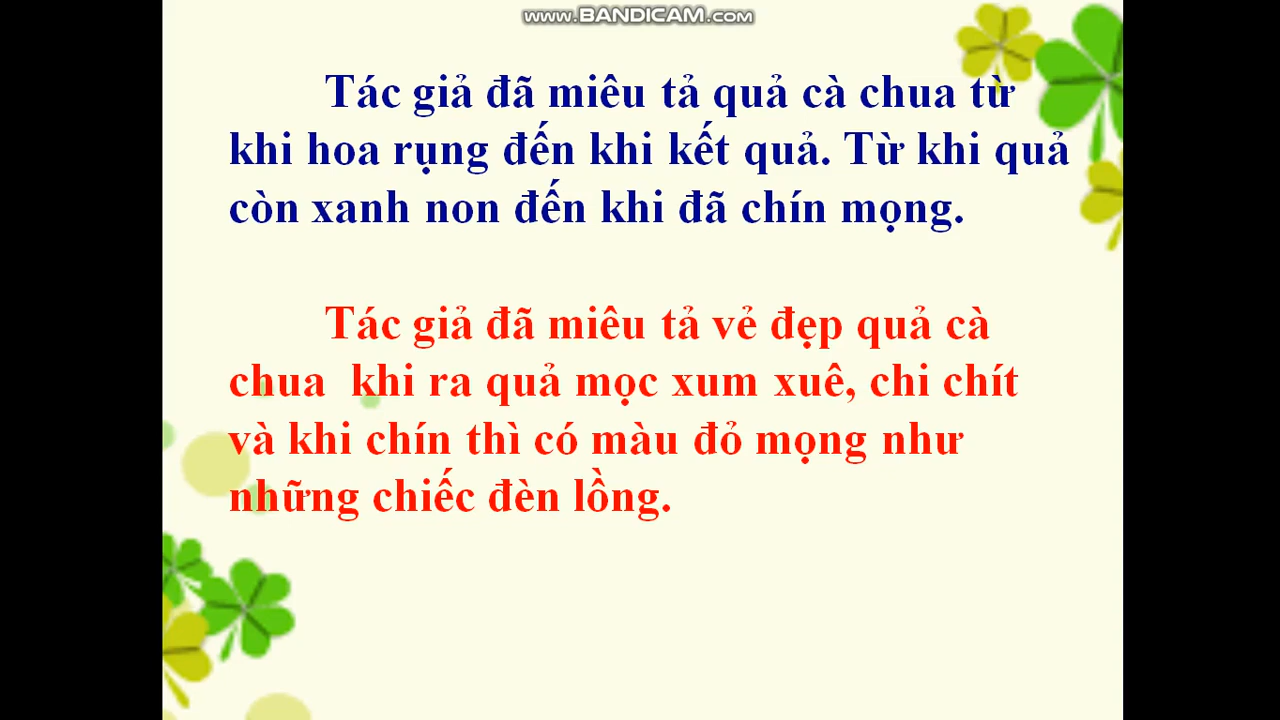 www.BANDICAM.com
Tác giả đã miêu tả quả cà chua từ
khi hoa rụng đến khi kết quả. Từ khi quả
còn xanh non đến khi đã chín mọng.
Tác giả đã miêu tả vẻ đẹp quả cà
chua khi ra quả mọc xum xuê, chi chít
và khi chín thì có màu đỏ mọng như
những chiếc đèn lồng.